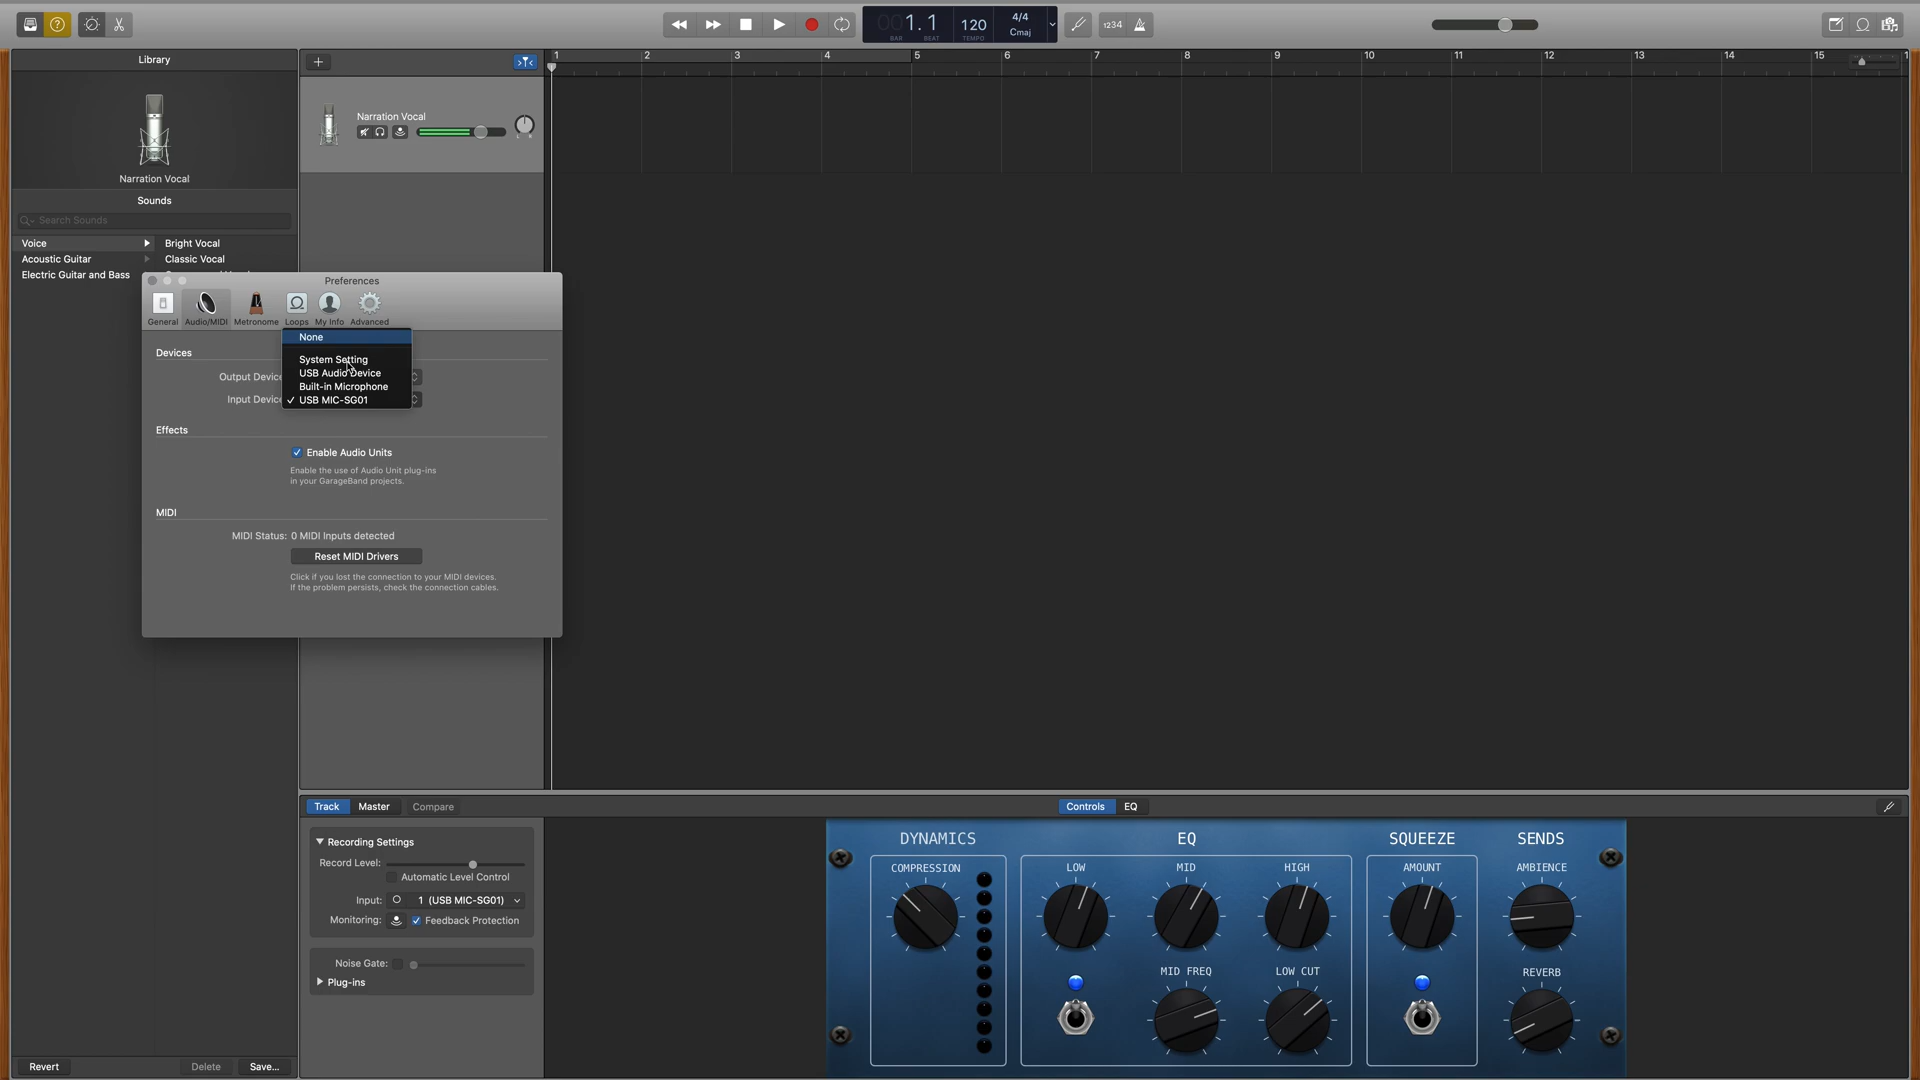 001.1
BAR BEAT
120
TEMPO
4/4
Cmaj
1234
Library
Narration Vocal
Sounds
Search Sounds
Voice
Bright Vocal
Acoustic Guitar
Classic Vocal
Electric Guitar and Bass
1 2 3 4 5 6 7 8 9 10 11 12 13 14 15
Narration Vocal
L R
Preferences
General Audio/MIDI Metronome Loops My Info Advanced
None
System Setting
USB Audio Device
Built-in Microphone
✓ USB MIC-SG01
Devices
Output Device
Input Device
Effects
Enable Audio Units
Enable the use of Audio Unit plug-ins
in your GarageBand projects.
MIDI
MIDI Status: 0 MIDI Inputs detected
Reset MIDI Drivers
Click if you lost the connection to your MIDI devices.
If the problem persists, check the connection cables.
Track Master Compare
Controls EQ
Recording Settings
Record Level:
Automatic Level Control
Input: 1 (USB MIC-SG01)
Monitoring: Feedback Protection
Noise Gate:
Plug-ins
DYNAMICS
COMPRESSION
EQ
LOW MID HIGH
MID FREQ LOW CUT
SQUEEZE
AMOUNT
SENDS
AMBIENCE
REVERB
Revert Delete Save...